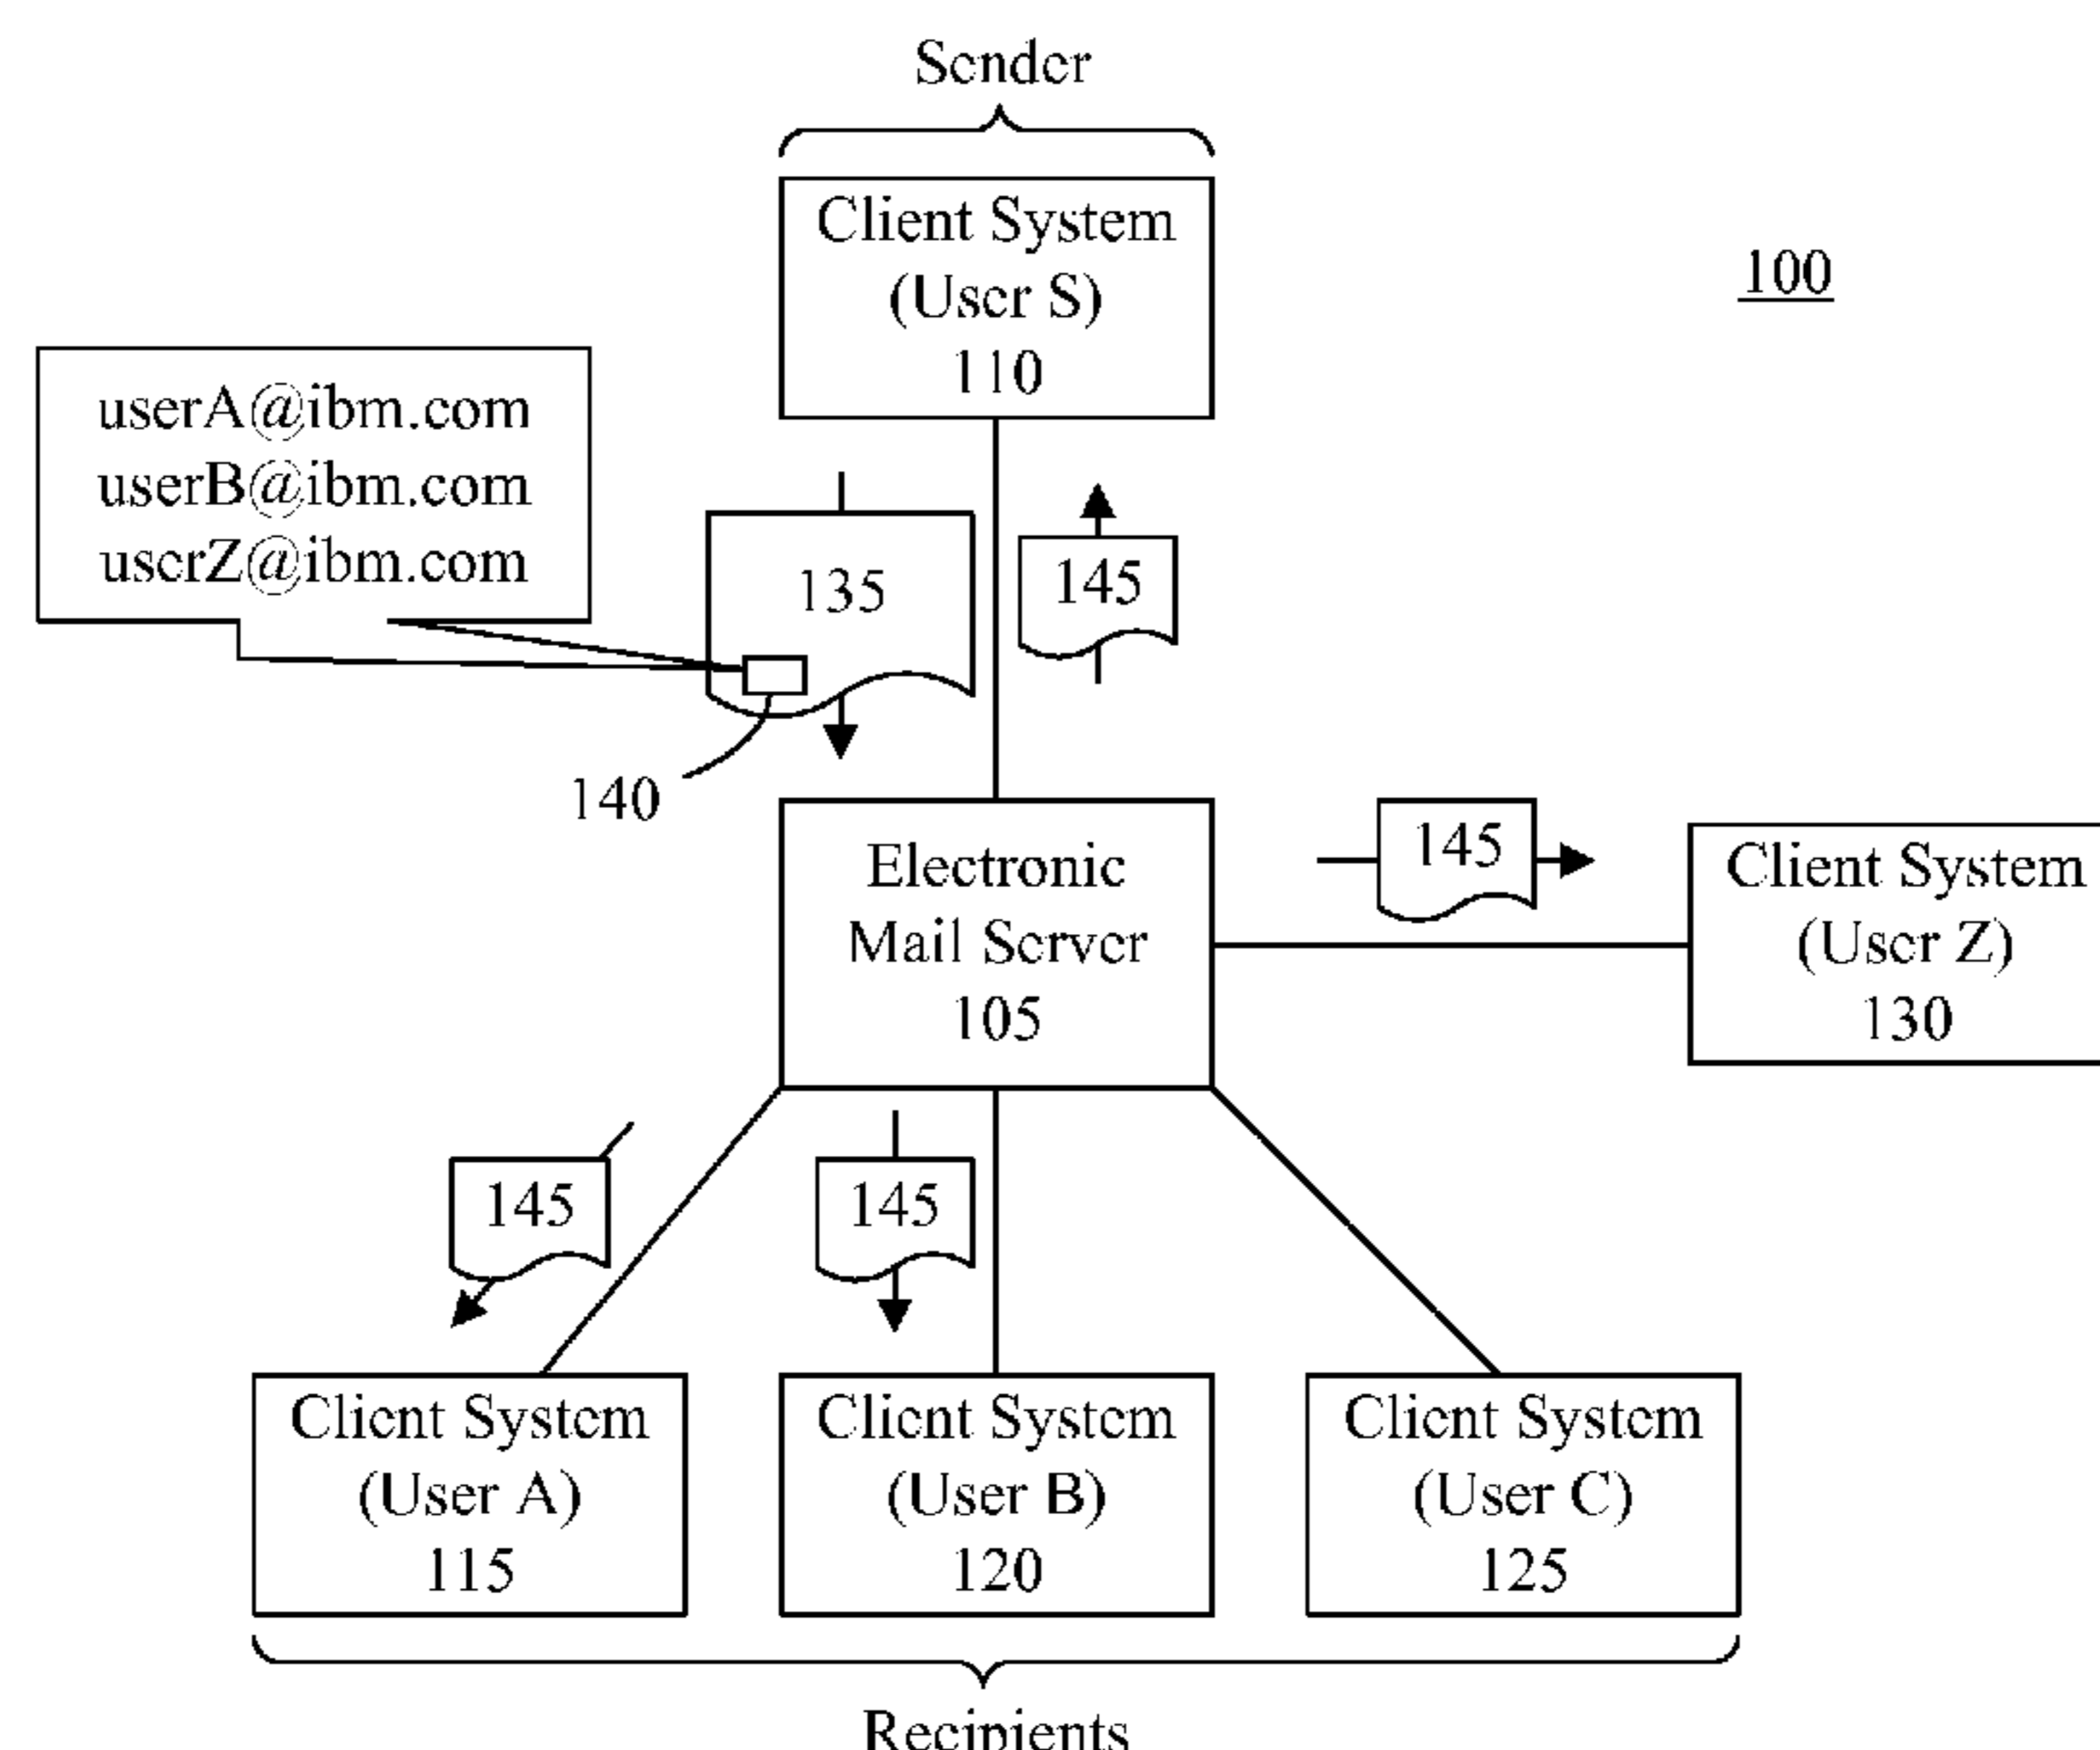 Sender
Client System
(User S)
110
100
userA@ibm.com
userB@ibm.com
userZ@ibm.com
135
145
140
Electronic
Mail Server
105
145
Client System
(User Z)
130
145
145
Client System
(User A)
115
Client System
(User B)
120
Client System
(User C)
125
Recipients